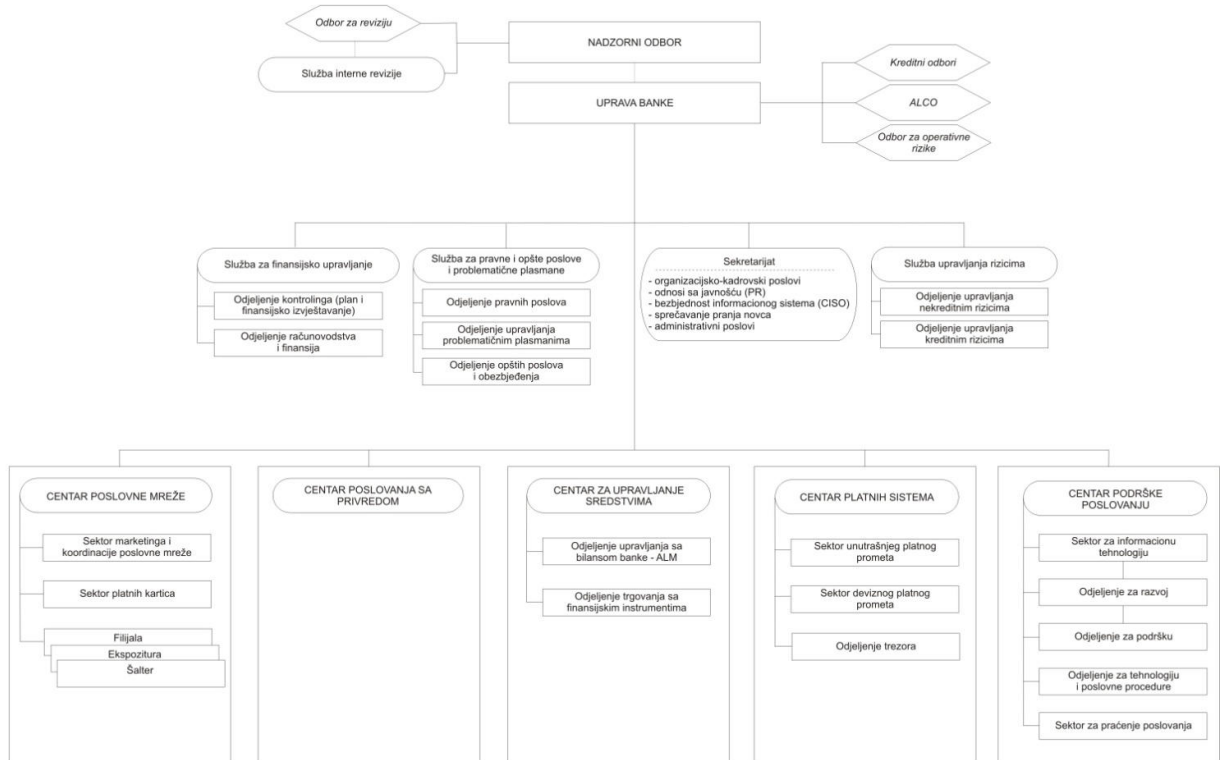 Odbor za reviziju
Služba interne revizije
NADZORNI ODBOR
UPRAVA BANKE
Kreditni odbori
ALCO
Odbor za operativne
rizike
Služba za finansijsko upravljanje
Odjeljenje kontrolinga (plan i
finansijsko izvještavanje)
Odjeljenje računovodstva
i finansija
Služba za pravne i opšte poslove
i problematične plasmane
Odjeljenje pravnih poslova
Odjeljenje upravljanja
problematičnim plasmanima
Odjeljenje opštih poslova
i obezbjeđenja
Sekretarijat
- organizacijsko-kadrovski poslovi
- odnosi sa javnošću (PR)
- bezbjednost informacionog sistema (CISO)
- sprečavanje pranja novca
- administrativni poslovi
Služba upravljanja rizicima
Odjeljenje upravljanja
nekreditnim rizicima
Odjeljenje upravljanja
kreditnim rizicima
CENTAR POSLOVNE MREŽE
Sektor marketinga i
koordinacije poslovne mreže
Sektor platnih kartica
Filijala
Ekspozitura
Šalter
CENTAR POSLOVANJA SA
PRIVREDOM
CENTAR ZA UPRAVLJANJE
SREDSTVIMA
Odjeljenje upravljanja sa
bilansom banke - ALM
Odjeljenje trgovanja sa
finansijskim instrumentima
CENTAR PLATNIH SISTEMA
Sektor unutrašnjeg platnog
prometa
Sektor deviznog platnog
prometa
Odjeljenje trezora
CENTAR PODRŠKE
POSLOVANJU
Sektor za informacionu
tehnologiju
Odjeljenje za razvoj
Odjeljenje za podršku
Odjeljenje za tehnologiju
i poslovne procedure
Sektor za praćenje poslovanja